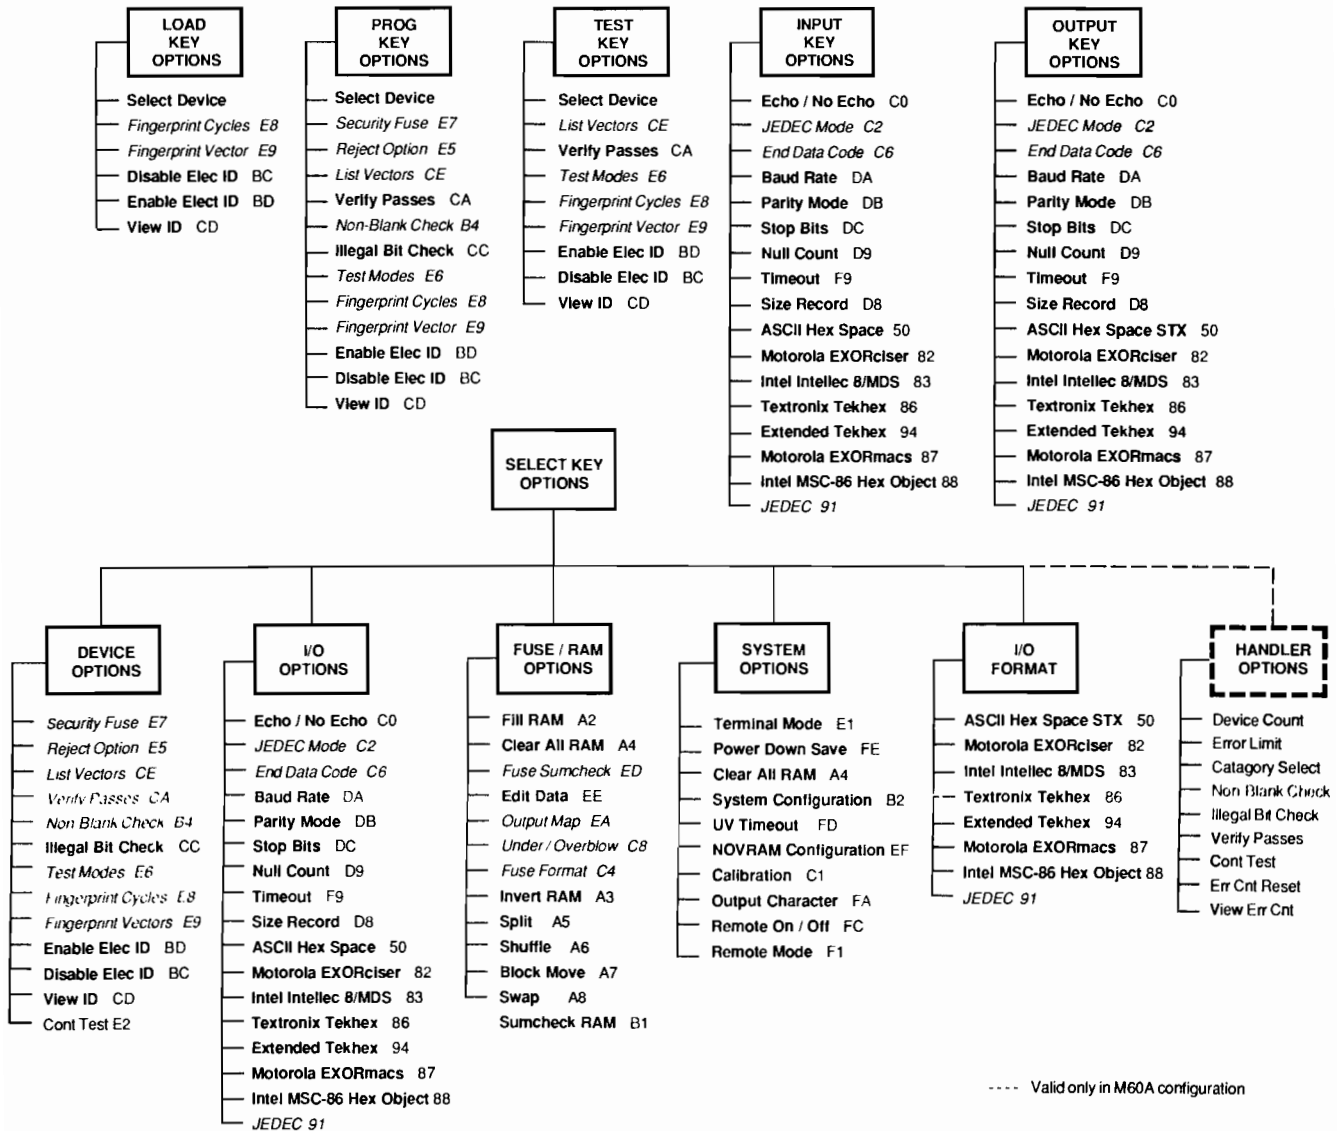 LOAD
KEY
OPTIONS
Select Device
Fingerprint Cycles E8
Fingerprint Vector E9
Disable Elec ID BC
Enable Elect ID BD
View ID CD
PROG
KEY
OPTIONS
Select Device
Security Fuse E7
Reject Option E5
List Vectors CE
Verify Passes CA
Non-Blank Check B4
Illegal Bit Check CC
Test Modes E6
Fingerprint Cycles E8
Fingerprint Vector E9
Enable Elec ID BD
Disable Elec ID BC
View ID CD
TEST
KEY
OPTIONS
Select Device
List Vectors CE
Verify Passes CA
Test Modes E6
Fingerprint Cycles E8
Fingerprint Vector E9
Enable Elec ID BD
Disable Elec ID BC
View ID CD
INPUT
KEY
OPTIONS
Echo / No Echo C0
JEDEC Mode C2
End Data Code C6
Baud Rate DA
Parity Mode DB
Stop Bits DC
Null Count D9
Timeout F9
Size Record D8
ASCII Hex Space 50
Motorola EXORciser 82
Intel Intellec 8/MDS 83
Textronix Tekhex 86
Extended Tekhex 94
Motorola EXORmacs 87
Intel MSC-86 Hex Object 88
JEDEC 91
OUTPUT
KEY
OPTIONS
Echo / No Echo C0
JEDEC Mode C2
End Data Code C6
Baud Rate DA
Parity Mode DB
Stop Bits DC
Null Count D9
Timeout F9
Size Record D8
ASCII Hex Space STX 50
Motorola EXORciser 82
Intel Intellec 8/MDS 83
Textronix Tekhex 86
Extended Tekhex 94
Motorola EXORmacs 87
Intel MSC-86 Hex Object 88
JEDEC 91
SELECT KEY
OPTIONS
DEVICE
OPTIONS
Security Fuse E7
Reject Option E5
List Vectors CE
Verify Passes CA
Non Blank Check B4
Illegal Bit Check CC
Test Modes E6
Fingerprint Cycles E8
Fingerprint Vectors E9
Enable Elec ID BD
Disable Elec ID BC
View ID CD
Cont Test E2
I/O
OPTIONS
Echo / No Echo C0
JEDEC Mode C2
End Data Code C6
Baud Rate DA
Parity Mode DB
Stop Bits DC
Null Count D9
Timeout F9
Size Record D8
ASCII Hex Space 50
Motorola EXORciser 82
Intel Intellec 8/MDS 83
Textronix Tekhex 86
Extended Tekhex 94
Motorola EXORmacs 87
Intel MSC-86 Hex Object 88
JEDEC 91
FUSE / RAM
OPTIONS
Fill RAM A2
Clear All RAM A4
Fuse Sumcheck ED
Edit Data EE
Output Map EA
Under / Overblow C8
Fuse Format C4
Invert RAM A3
Split A5
Shuffle A6
Block Move A7
Swap A8
Sumcheck RAM B1
SYSTEM
OPTIONS
Terminal Mode E1
Power Down Save FE
Clear All RAM A4
System Configuration B2
UV Timeout FD
NOVRAM Configuration EF
Calibration C1
Output Character FA
Remote On / Off FC
Remote Mode F1
I/O
FORMAT
ASCII Hex Space STX 50
Motorola EXORciser 82
Intel Intellec 8/MDS 83
Textronix Tekhex 86
Extended Tekhex 94
Motorola EXORmacs 87
Intel MSC-86 Hex Object 88
JEDEC 91
HANDLER
OPTIONS
Device Count
Error Limit
Catagory Select
Non Blank Check
Illegal Bit Check
Verify Passes
Cont Test
Err Cnt Reset
View Err Cnt
---- Valid only in M60A configuration